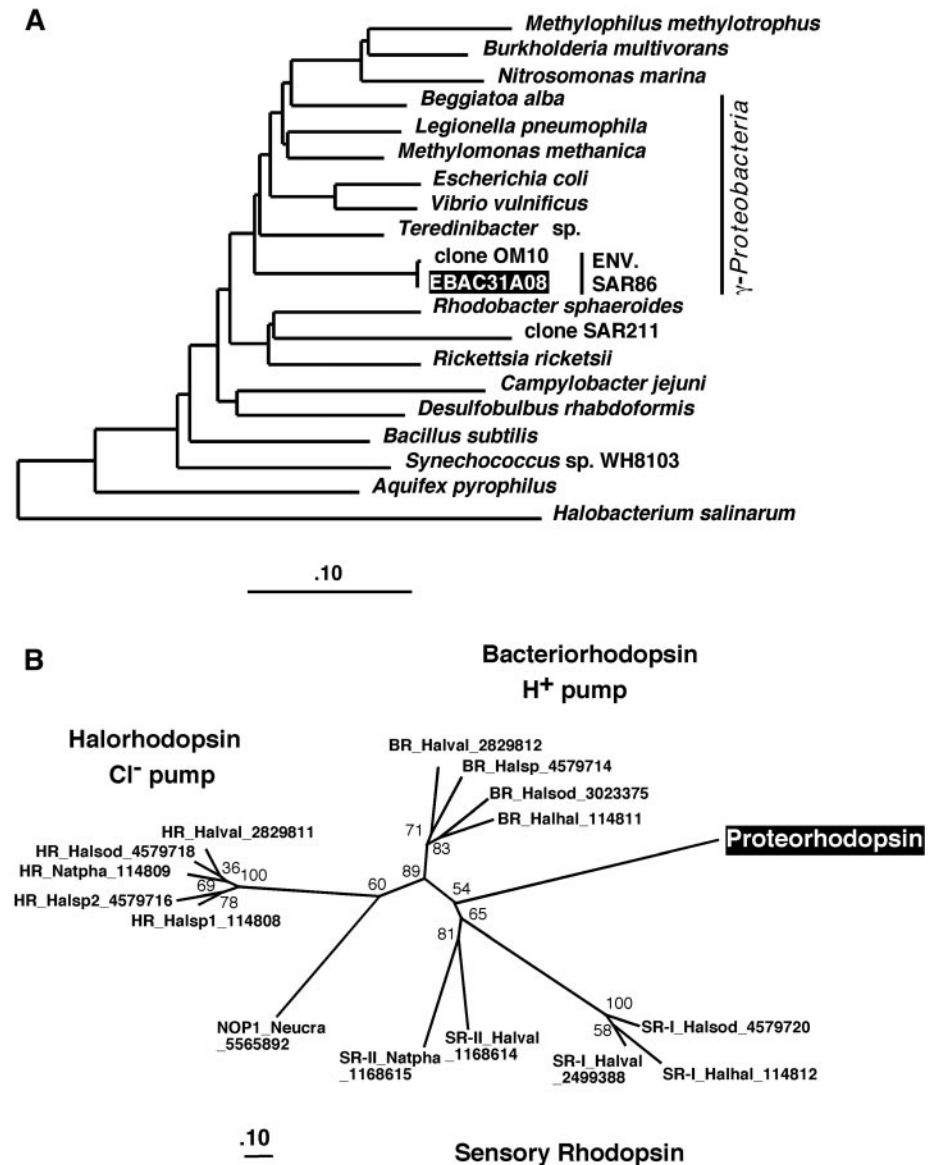 A
Methylophilus methylotrophus
Burkholderia multivorans
Nitrosomonas marina
Beggiatoa alba
Legionella pneumophila
Methylomonas methanica
Escherichia coli
Vibrio vulnificus
Teredinibacter sp.
clone OM10
EBAC31A08
ENV.
SAR86
γ-Proteobacteria
Rhodobacter sphaeroides
clone SAR211
Rickettsia ricketsii
Campylobacter jejuni
Desulfobulbus rhabdoformis
Bacillus subtilis
Synechococcus sp. WH8103
Aquifex pyrophilus
Halobacterium salinarum
.10
B
Bacteriorhodopsin
H+ pump
Halorhodopsin
Cl- pump
BR_Halval_2829812
BR_Halsp_4579714
BR_Halsod_3023375
BR_Halhal_114811
71
83
89
Proteorhodopsin
HR_Halval_2829811
HR_Halsod_4579718
HR_Natpha_114809
HR_Halsp2_4579716
HR_Halsp1_114808
36
100
69
78
60
54
65
81
NOP1_Neucra
_5565892
SR-II_Natpha
_1168615
SR-II_Halval
_1168614
100
58
SR-I_Halsod_4579720
SR-I_Halval
_2499388
SR-I_Halhal_114812
.10
Sensory Rhodopsin